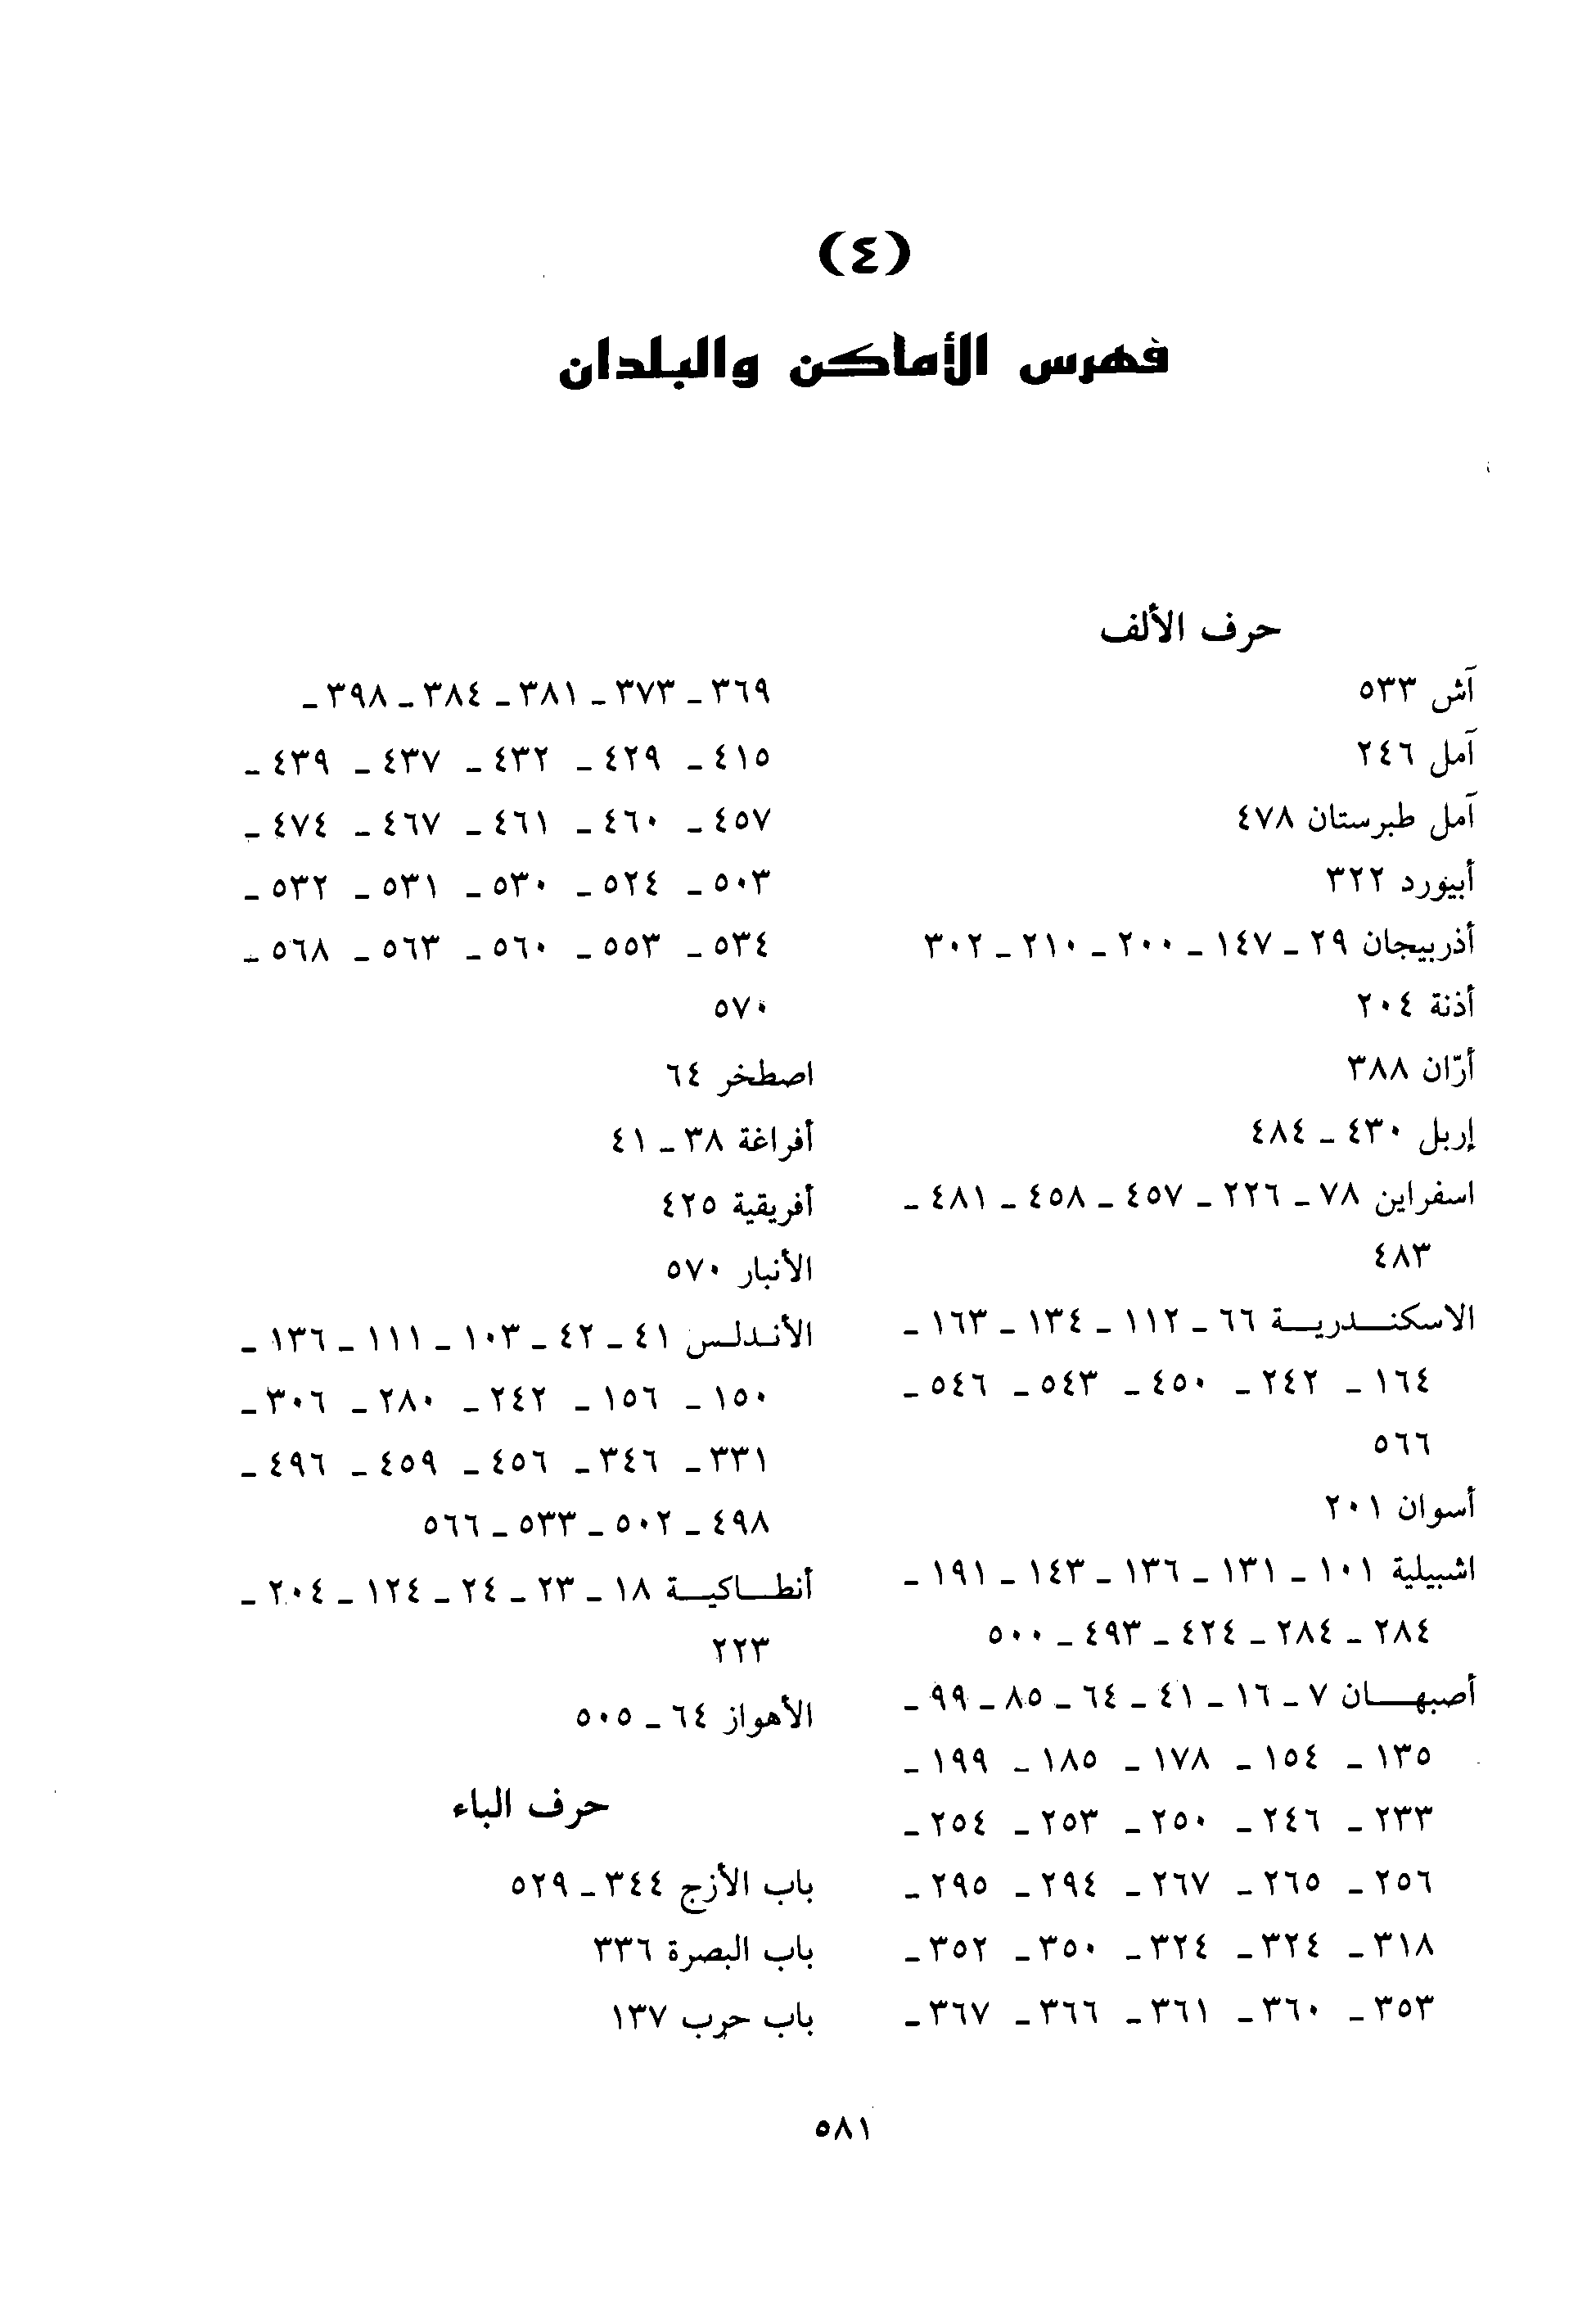 (٤)
فهرس الأماكن والبلدان
حرف الألف
آش ٥٣٣
آمل ٢٤٦
آمل طبرستان ٤٧٨
أبيورد ٣٢٢
أذربيجان ٢٩ - ١٤٧ - ٢٠٠ - ٢١٠ - ٣٠٢
أذنة ٢٠٤
أرّان ٣٨٨
إربل ٤٣٠ - ٤٨٤
اسفراين ٧٨ - ٢٢٦ - ٤٥٧ - ٤٥٨ - ٤٨١ -
٤٨٣
الاسكندرية ٦٦ - ١١٢ - ١٣٤ - ١٦٣ -
١٦٤ - ٢٤٢ - ٤٥٠ - ٥٤٣ - ٥٤٦ -
٥٦٦
أسوان ٢٠١
اشبيلية ١٠١ - ١٣١ - ١٣٦ - ١٤٣ - ١٩١ -
٢٨٤ - ٢٨٤ - ٤٢٤ - ٤٩٣ - ٥٠٠
أصبهان ٧ - ١٦ - ٤١ - ٦٤ - ٨٥ - ٩٩ -
١٣٥ - ١٥٤ - ١٧٨ - ١٨٥ - ١٩٩ -
٢٣٣ - ٢٤٦ - ٢٥٠ - ٢٥٣ - ٢٥٤ -
٢٥٦ - ٢٦٥ - ٢٦٧ - ٢٩٤ - ٢٩٥ -
٣١٨ - ٣٢٤ - ٣٢٤ - ٣٥٠ - ٣٥٢ -
٣٥٣ - ٣٦٠ - ٣٦١ - ٣٦٦ - ٣٦٧ -
٣٦٩ - ٣٧٣ - ٣٨١ - ٣٨٤ - ٣٩٨ -
٤١٥ - ٤٢٩ - ٤٣٢ - ٤٣٧ - ٤٣٩ -
٤٥٧ - ٤٦٠ - ٤٦١ - ٤٦٧ - ٤٧٤ -
٥٠٣ - ٥٢٤ - ٥٣٠ - ٥٣١ - ٥٣٢ -
٥٣٤ - ٥٥٣ - ٥٦٠ - ٥٦٣ - ٥٦٨ -
٥٧٠
اصطخر ٦٤
أفراغة ٣٨ - ٤١
أفريقية ٤٢٥
الأنبار ٥٧٠
الأندلس ٤١ - ٤٢ - ١٠٣ - ١١١ - ١٣٦ -
١٥٠ - ١٥٦ - ٢٤٢ - ٢٨٠ - ٣٠٦ -
٣٣١ - ٣٤٦ - ٤٥٦ - ٤٥٩ - ٤٩٦ -
٤٩٨ - ٥٠٢ - ٥٣٣ - ٥٦٦
أنطاكية ١٨ - ٢٣ - ٢٤ - ١٢٤ - ٢٠٤ -
٢٢٣
الأهواز ٦٤ - ٥٠٥
حرف الباء
باب الأزج ٣٤٤ - ٥٢٩
باب البصرة ٣٣٦
باب حرب ١٣٧
٥٨١